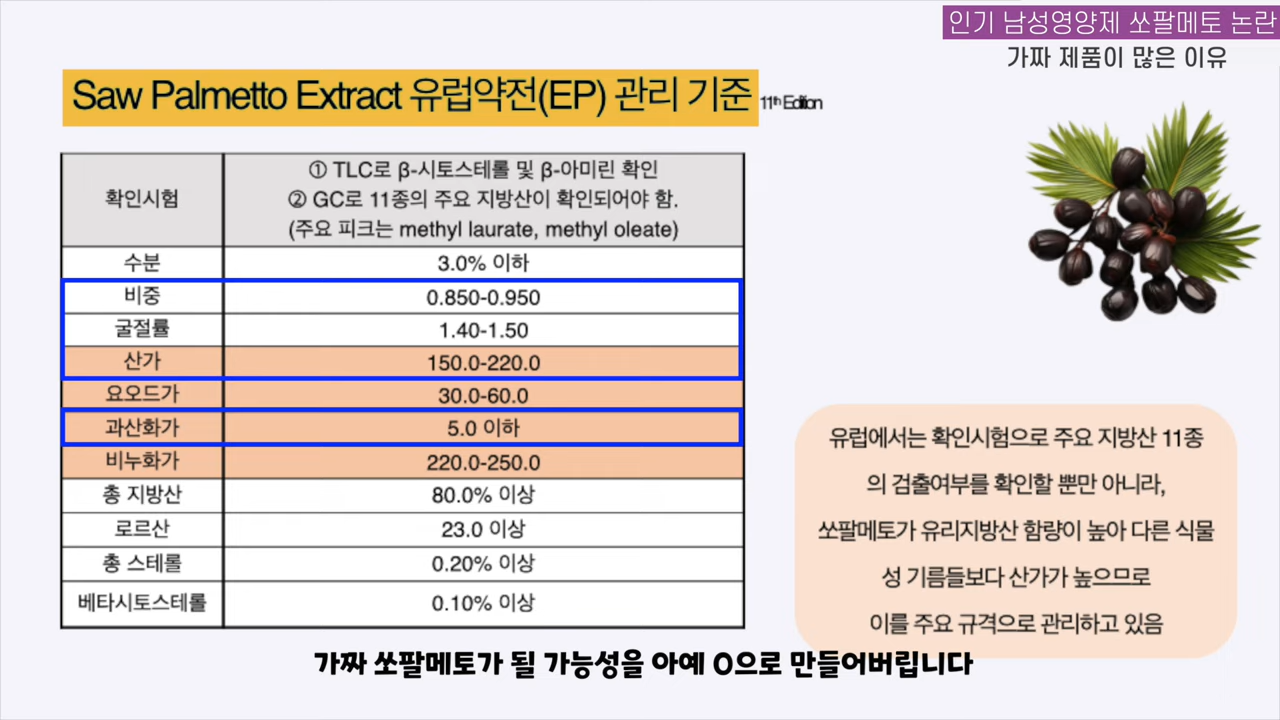 인기 남성영양제 쏘팔메토 논란
가짜 제품이 많은 이유
Saw Palmetto Extract 유럽약전(EP) 관리 기준 11th Edition
확인시험
① TLC로 β-시토스테롤 및 β-아미린 확인
② GC로 11종의 주요 지방산이 확인되어야 함.
(주요 피크는 methyl laurate, methyl oleate)
수분 3.0% 이하
비중 0.850-0.950
굴절률 1.40-1.50
산가 150.0-220.0
요오드가 30.0-60.0
과산화가 5.0 이하
비누화가 220.0-250.0
총 지방산 80.0% 이상
로르산 23.0 이상
총 스테롤 0.20% 이상
베타시토스테롤 0.10% 이상
유럽에서는 확인시험으로 주요 지방산 11종
의 검출여부를 확인할 뿐만 아니라,
쏘팔메토가 유리지방산 함량이 높아 다른 식물
성 기름들보다 산가가 높으므로
이를 주요 규격으로 관리하고 있음
가짜 쏘팔메토가 될 가능성을 아예 0으로 만들어버립니다